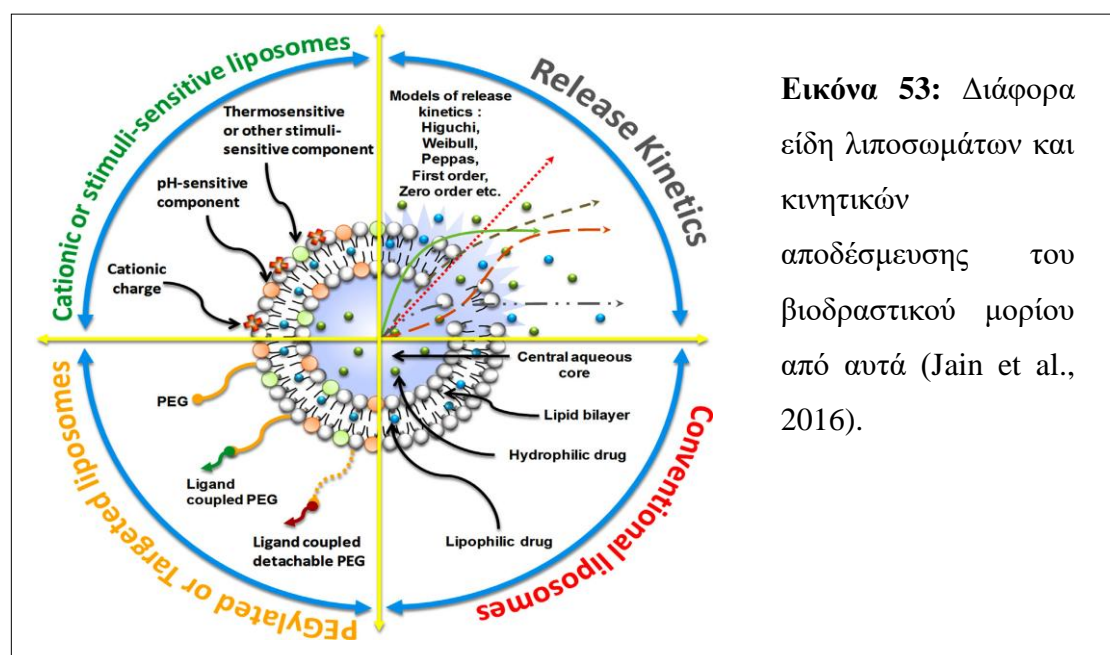 Cationic or stimuli-sensitive liposomes
Thermosensitive
or other stimuli-
sensitive component
pH-sensitive
component
Cationic
charge
Release Kinetics
Models of release
kinetics :
Higuchi,
Weibull,
Peppas,
First order,
Zero order etc.
PEG
Ligand
coupled PEG
Ligand coupled
detachable PEG
PEGylated or Targeted liposomes
Central aqueous
core
Lipid bilayer
Hydrophilic drug
Lipophilic drug
Conventional liposomes
Εικόνα 53: Διάφορα
είδη λιποσωμάτων και
κινητικών
αποδέσμευσης του
βιοδραστικού μορίου
από αυτά (Jain et al.,
2016).